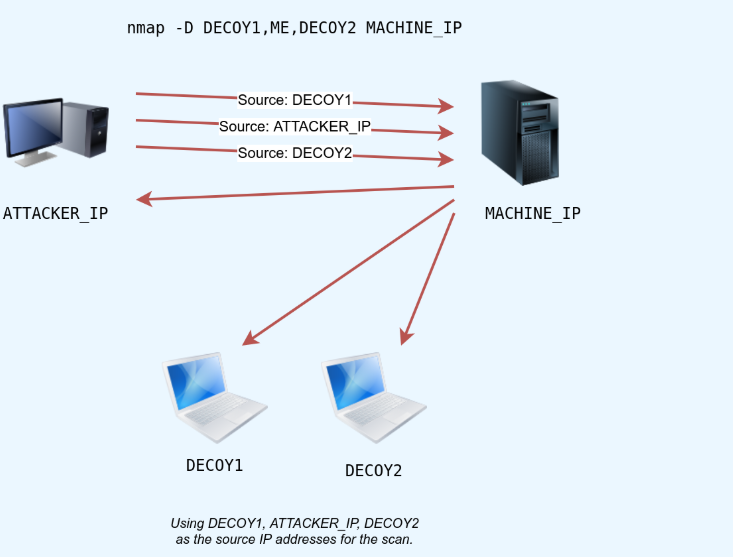 nmap -D DECOY1,ME,DECOY2 MACHINE_IP
Source: DECOY1
Source: ATTACKER_IP
Source: DECOY2
ATTACKER_IP
MACHINE_IP
DECOY1
DECOY2
Using DECOY1, ATTACKER_IP, DECOY2
as the source IP addresses for the scan.